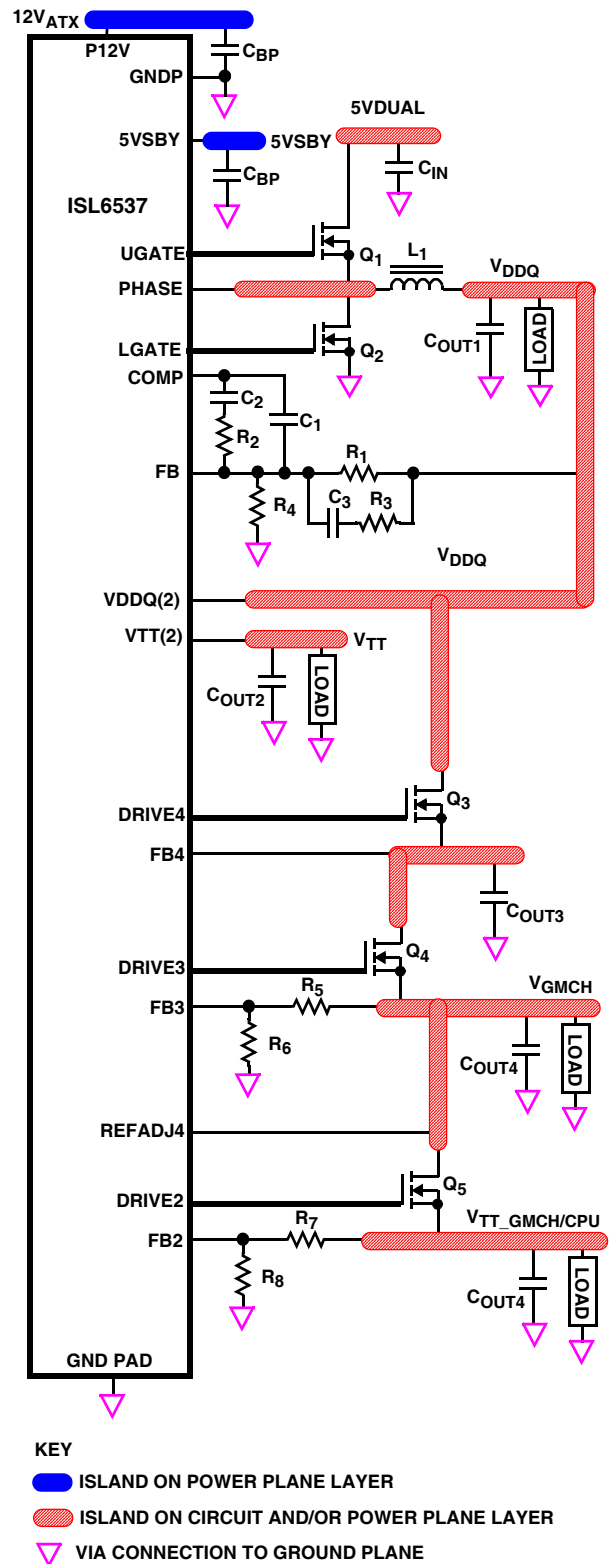 12VATX
P12V
CBP
GNDP
5VDUAL
5VSBY
5VSBY
CIN
CBP
ISL6537
L1
UGATE
Q1
VDDQ
PHASE
COUT1
LOAD
LGATE
Q2
COMP
C2
C1
R2
R1
FB
C3
R3
R4
VDDQ
VDDQ(2)
VTT(2)
VTT
COUT2
LOAD
Q3
DRIVE4
FB4
COUT3
Q4
DRIVE3
R5
VGMCH
FB3
R6
COUT4
LOAD
REFADJ4
Q5
DRIVE2
R7
VTT_GMCH/CPU
FB2
R8
COUT4
LOAD
GND PAD
KEY
ISLAND ON POWER PLANE LAYER
ISLAND ON CIRCUIT AND/OR POWER PLANE LAYER
VIA CONNECTION TO GROUND PLANE